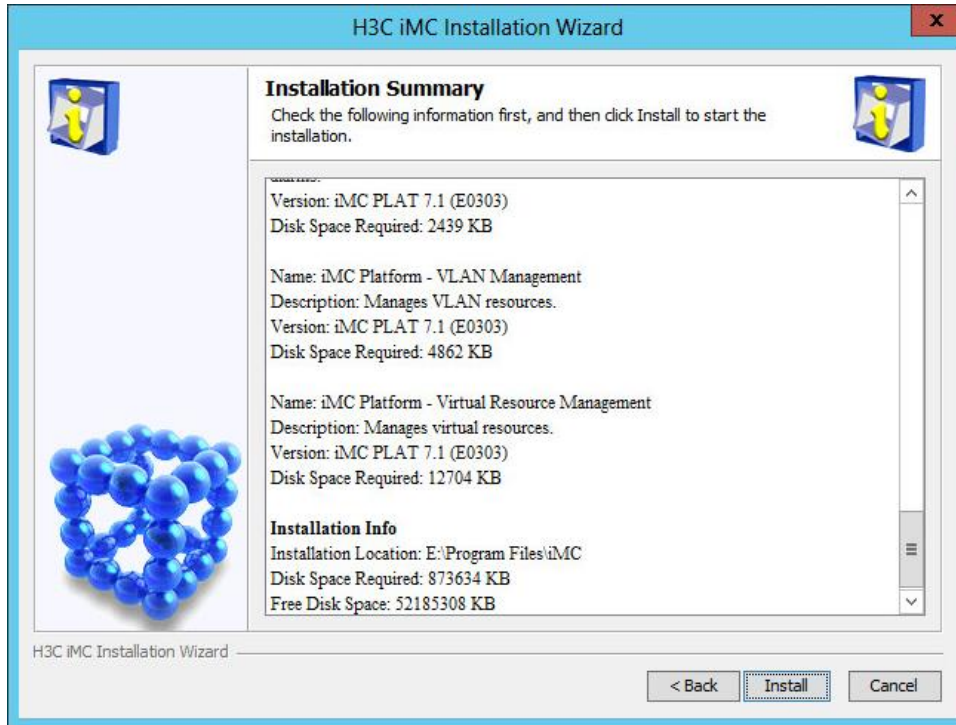 H3C iMC Installation Wizard
x
Installation Summary
Check the following information first, and then click Install to start the
installation.
alarms.
Version: iMC PLAT 7.1 (E0303)
Disk Space Required: 2439 KB
Name: iMC Platform - VLAN Management
Description: Manages VLAN resources.
Version: iMC PLAT 7.1 (E0303)
Disk Space Required: 4862 KB
Name: iMC Platform - Virtual Resource Management
Description: Manages virtual resources.
Version: iMC PLAT 7.1 (E0303)
Disk Space Required: 12704 KB
Installation Info
Installation Location: E:\Program Files\iMC
Disk Space Required: 873634 KB
Free Disk Space: 52185308 KB
H3C iMC Installation Wizard
< Back Install Cancel